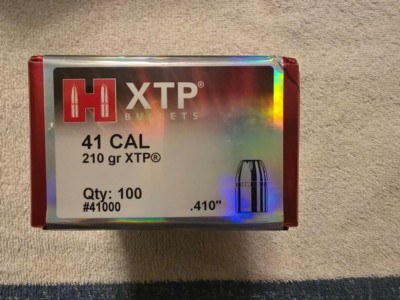 H XTP®
BULLETS
41 CAL
210 gr XTP®
Qty: 100
#41000
.410"